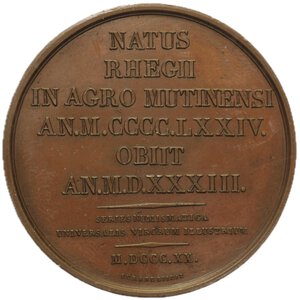 NATUS
RHEGII
IN AGRO MUTINENSI
AN.M.CCCC.LXXIV.
OBIIT
AN.M.D.XXXIII.
SERIES NUMISMATICA
UNIVERSALIS VIRORUM ILLUSTRIUM
M.DCCC.XX.